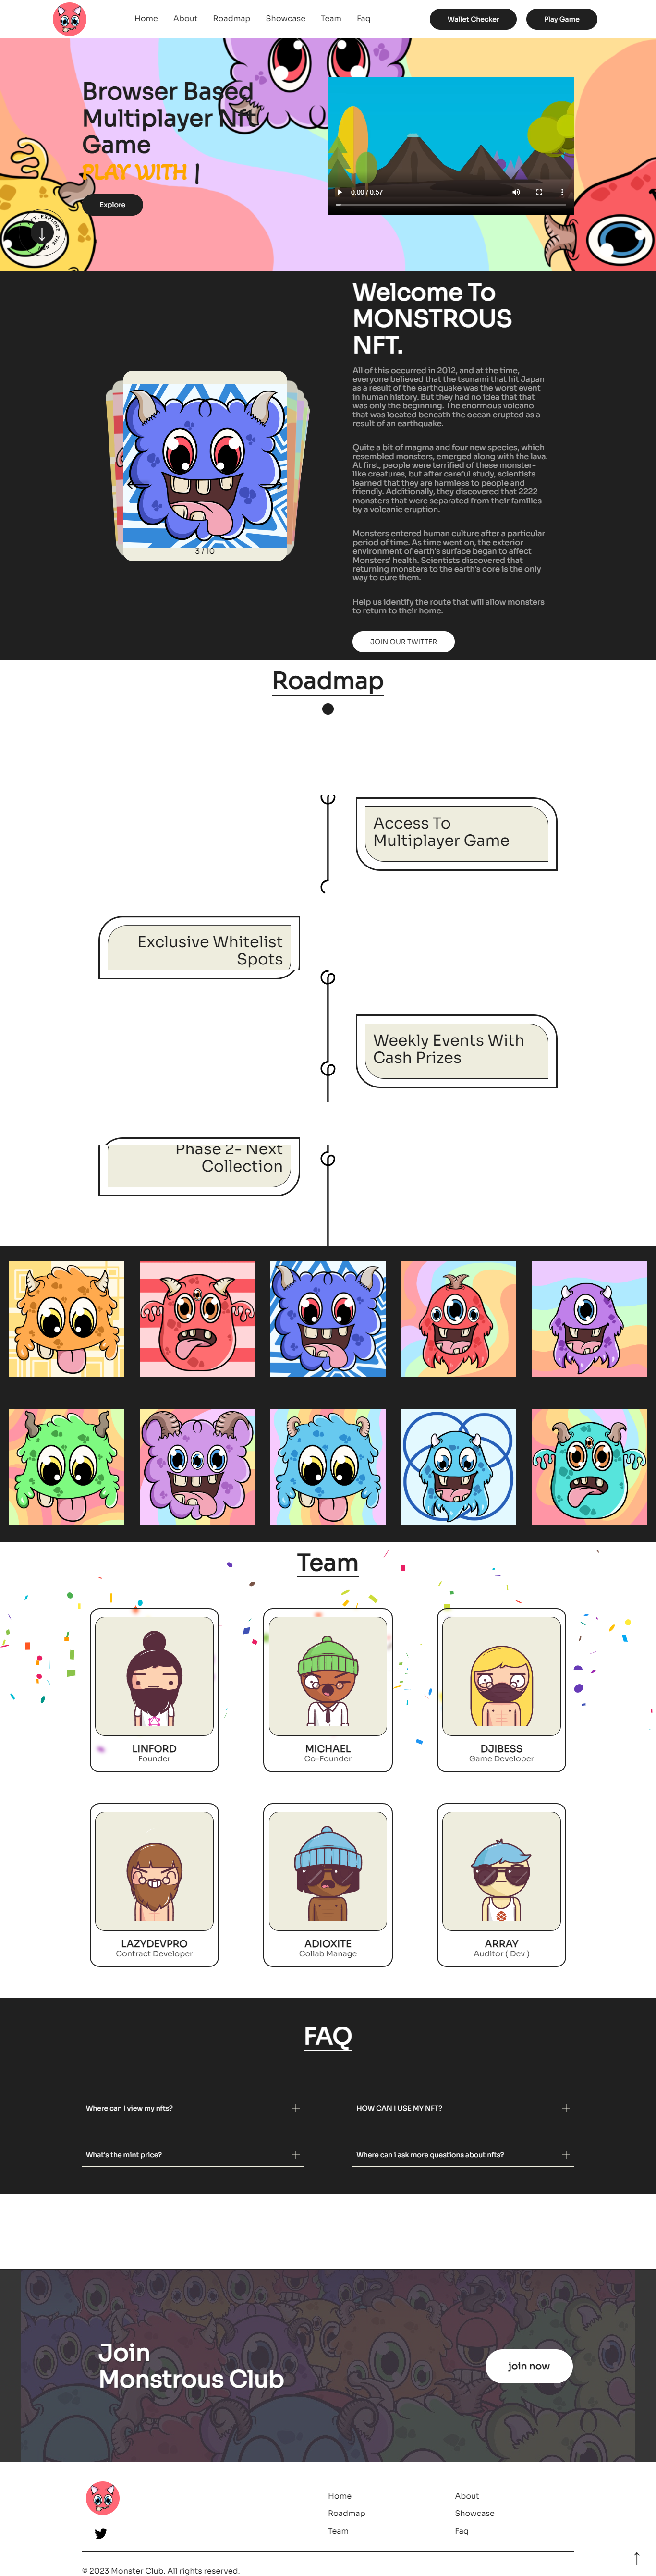 Home About Roadmap Showcase Team Faq
Wallet Checker Play Game
Browser Based
Multiplayer Nft
Game
PLAY WITH |
Explore
0:00 / 0:57
Welcome To
MONSTROUS
NFT.
All of this occurred in 2012, and at the time,
everyone believed that the tsunami that hit Japan
as a result of the earthquake was the worst event
in human history. But they had no idea that that
was only the beginning. The enormous volcano
that was located beneath the ocean erupted as a
result of an earthquake.
Quite a bit of magma and four new species, which
resembled monsters, emerged along with the lava.
At first, people were terrified of these monster-
like creatures, but after careful study, scientists
learned that they are harmless to people and
friendly. Additionally, they discovered that 2222
monsters that were separated from their families
by a volcanic eruption.
Monsters entered human culture after a particular
period of time. As time went on, the exterior
environment of earth's surface began to affect
Monsters' health. Scientists discovered that
returning monsters to the earth's core is the only
way to cure them.
Help us identify the route that will allow monsters
to return to their home.
3 / 10
JOIN OUR TWITTER
Roadmap
Access To
Multiplayer Game
Exclusive Whitelist
Spots
Weekly Events With
Cash Prizes
Phase 2- Next
Collection
Team
LINFORD
Founder
MICHAEL
Co-Founder
DJIBESS
Game Developer
LAZYDEVPRO
Contract Developer
ADIOXITE
Collab Manage
ARRAY
Auditor ( Dev )
FAQ
Where can I view my nfts?
HOW CAN I USE MY NFT?
What's the mint price?
Where can i ask more questions about nfts?
Join
Monstrous Club
join now
Home About
Roadmap Showcase
Team Faq
© 2023 Monster Club. All rights reserved.